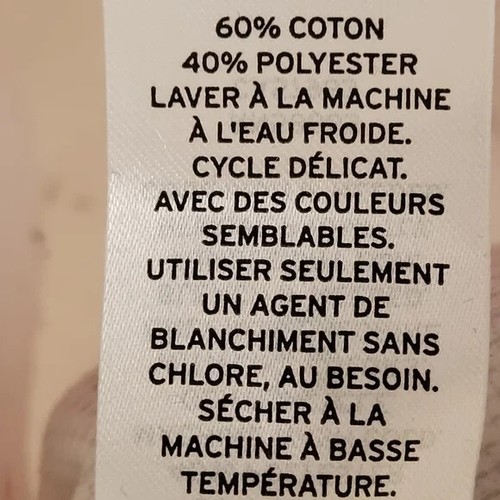 60% COTON
40% POLYESTER
LAVER À LA MACHINE
À L'EAU FROIDE.
CYCLE DÉLICAT.
AVEC DES COULEURS
SEMBLABLES.
UTILISER SEULEMENT
UN AGENT DE
BLANCHIMENT SANS
CHLORE, AU BESOIN.
SÉCHER À LA
MACHINE À BASSE
TEMPÉRATURE.